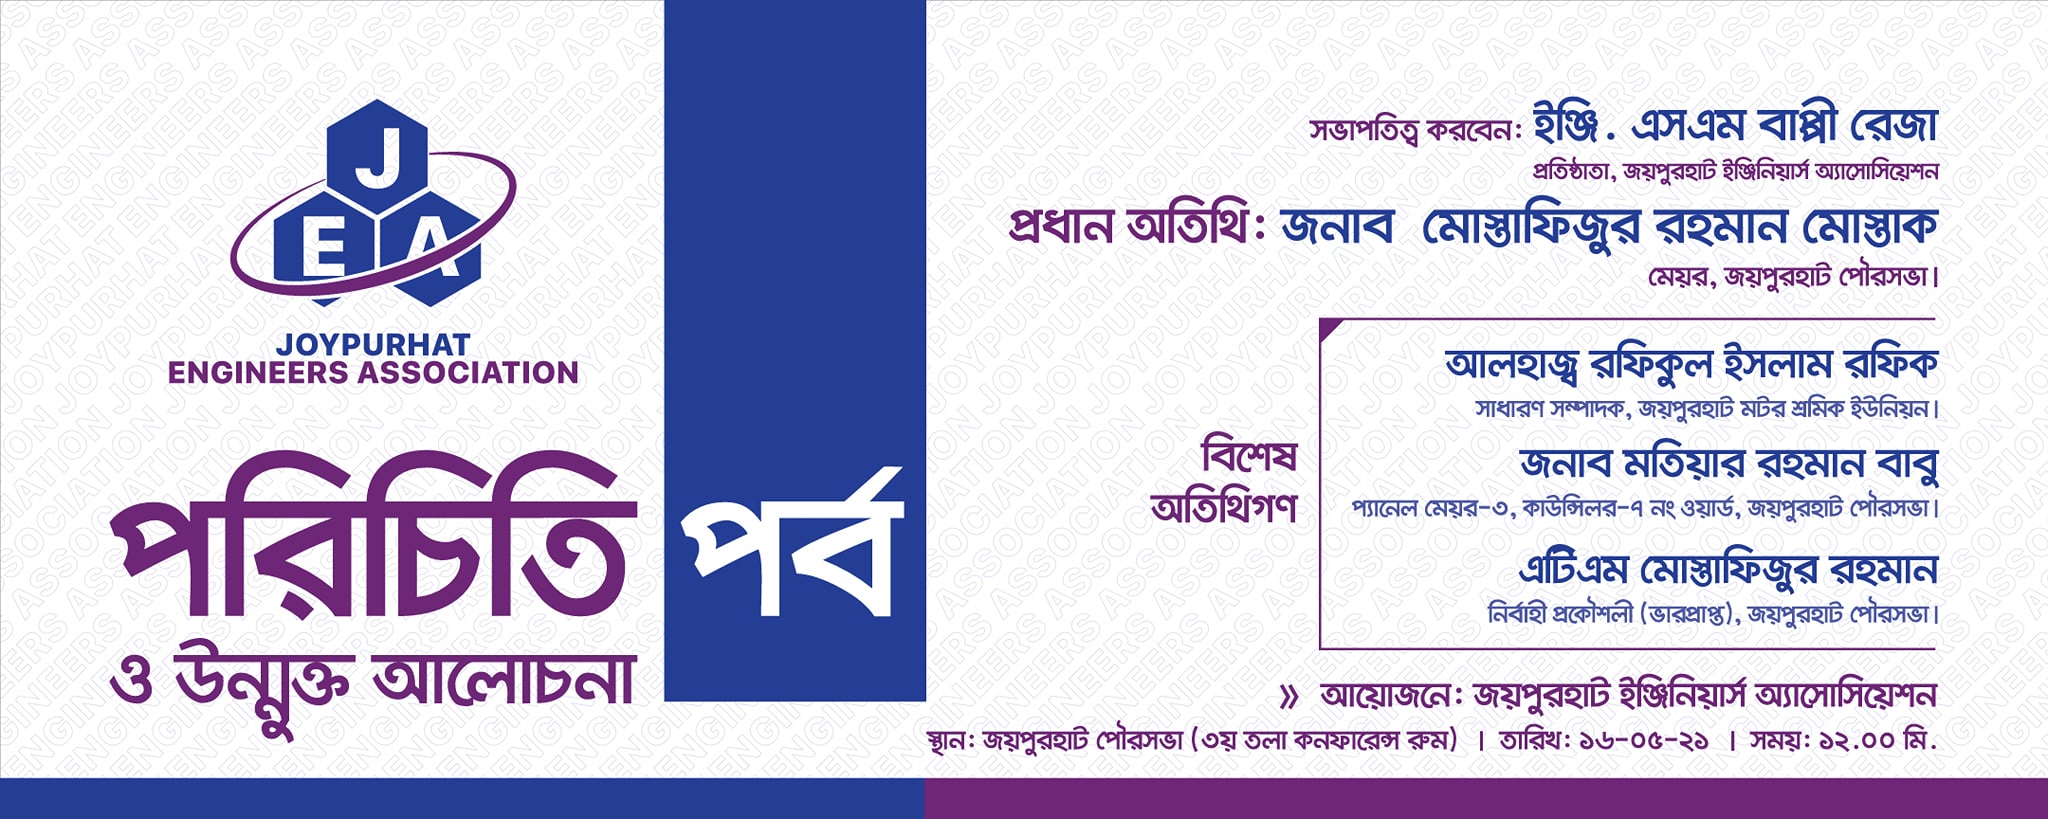 J
E A
JOYPURHAT
ENGINEERS ASSOCIATION
পরিচিতি পর্ব
ও উন্মুক্ত আলোচনা
সভাপতিত্ব করবেন: ইঞ্জি. এসএম বাপ্পী রেজা
প্রতিষ্ঠাতা, জয়পুরহাট ইঞ্জিনিয়ার্স অ্যাসোসিয়েশন
প্রধান অতিথি: জনাব মোস্তাফিজুর রহমান মোস্তাক
মেয়র, জয়পুরহাট পৌরসভা।
বিশেষ
অতিথিগণ
আলহাজ্ব রফিকুল ইসলাম রফিক
সাধারণ সম্পাদক, জয়পুরহাট মটর শ্রমিক ইউনিয়ন।
জনাব মতিয়ার রহমান বাবু
প্যানেল মেয়র-৩, কাউন্সিলর-৭ নং ওয়ার্ড, জয়পুরহাট পৌরসভা।
এটিএম মোস্তাফিজুর রহমান
নির্বাহী প্রকৌশলী (ভারপ্রাপ্ত), জয়পুরহাট পৌরসভা।
» আয়োজনে: জয়পুরহাট ইঞ্জিনিয়ার্স অ্যাসোসিয়েশন
স্থান: জয়পুরহাট পৌরসভা (৩য় তলা কনফারেন্স রুম) | তারিখ: ১৬-০৫-২১ | সময়: ১২.০০ মি.